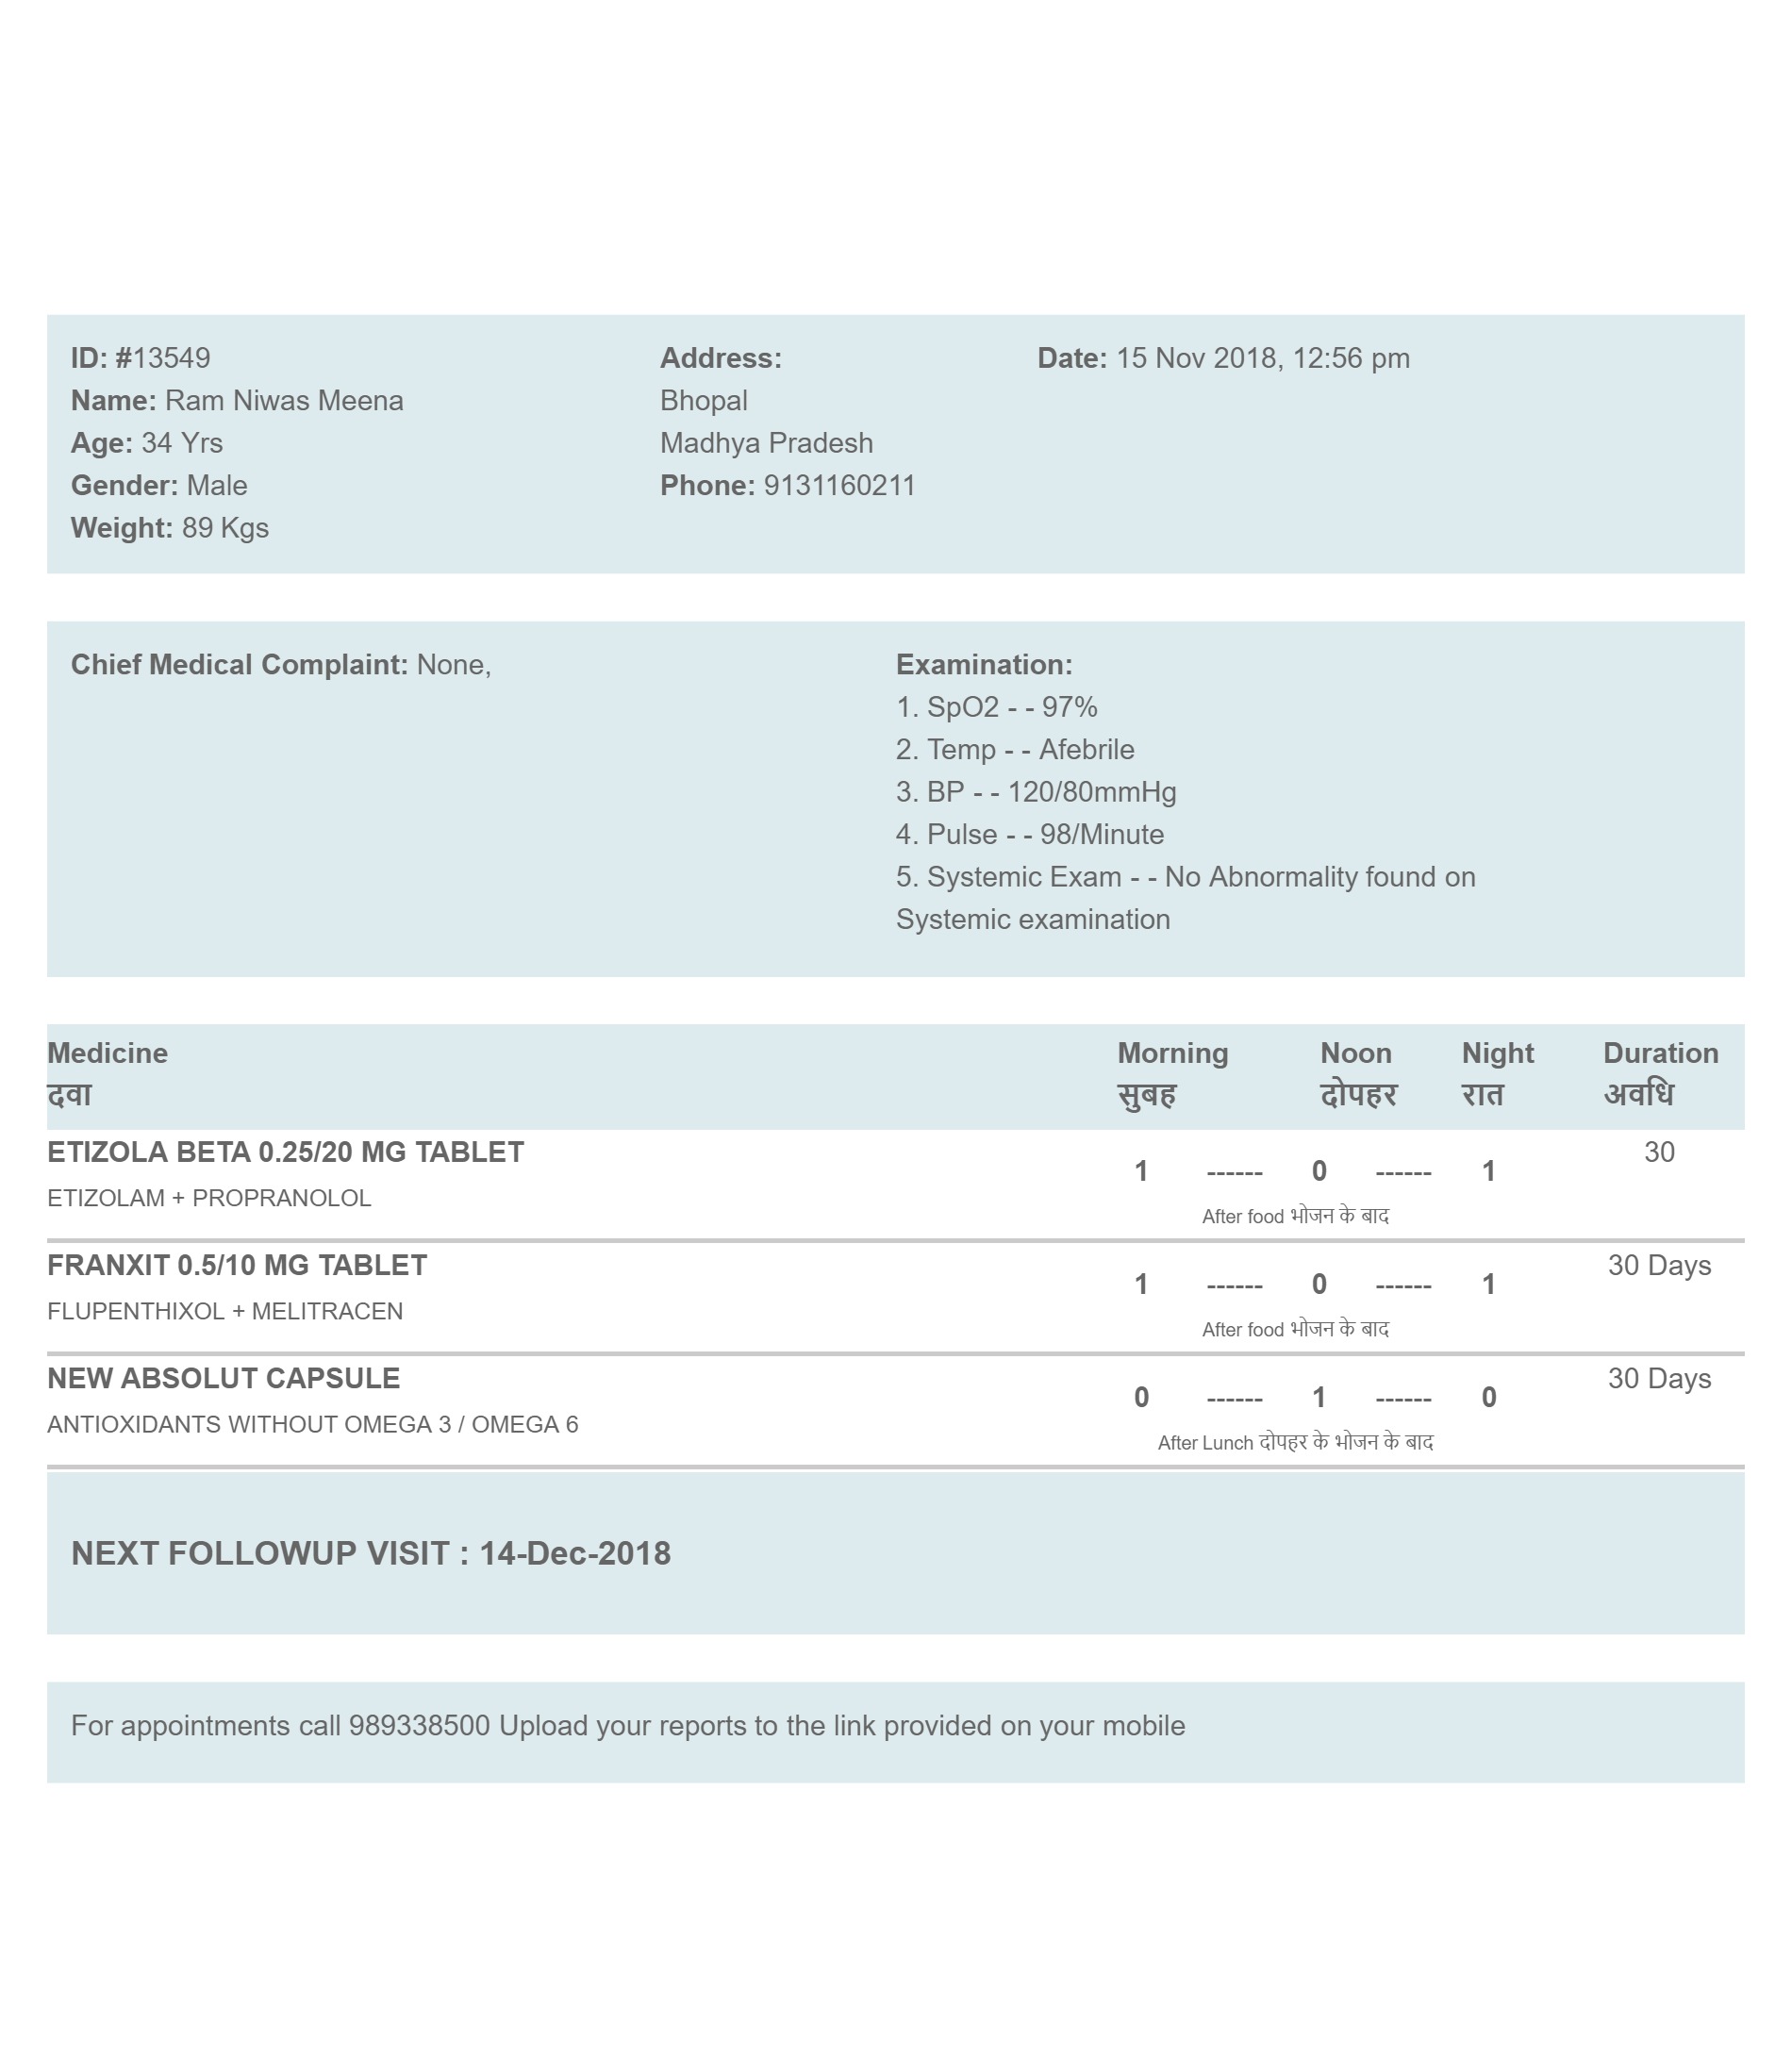 ID: #13549
Name: Ram Niwas Meena
Age: 34 Yrs
Gender: Male
Weight: 89 Kgs
Address:
Bhopal
Madhya Pradesh
Phone: 9131160211
Date: 15 Nov 2018, 12:56 pm
Chief Medical Complaint: None,
Examination:
1. SpO2 - - 97%
2. Temp - - Afebrile
3. BP - - 120/80mmHg
4. Pulse - - 98/Minute
5. Systemic Exam - - No Abnormality found on
Systemic examination
Medicine Morning Noon Night Duration
दवा सुबह दोपहर रात अवधि
ETIZOLA BETA 0.25/20 MG TABLET 30
1 ------ 0 ------ 1
ETIZOLAM + PROPRANOLOL
After food भोजन के बाद
FRANXIT 0.5/10 MG TABLET 30 Days
1 ------ 0 ------ 1
FLUPENTHIXOL + MELITRACEN
After food भोजन के बाद
NEW ABSOLUT CAPSULE 30 Days
0 ------ 1 ------ 0
ANTIOXIDANTS WITHOUT OMEGA 3 / OMEGA 6
After Lunch दोपहर के भोजन के बाद
NEXT FOLLOWUP VISIT : 14-Dec-2018
For appointments call 989338500 Upload your reports to the link provided on your mobile